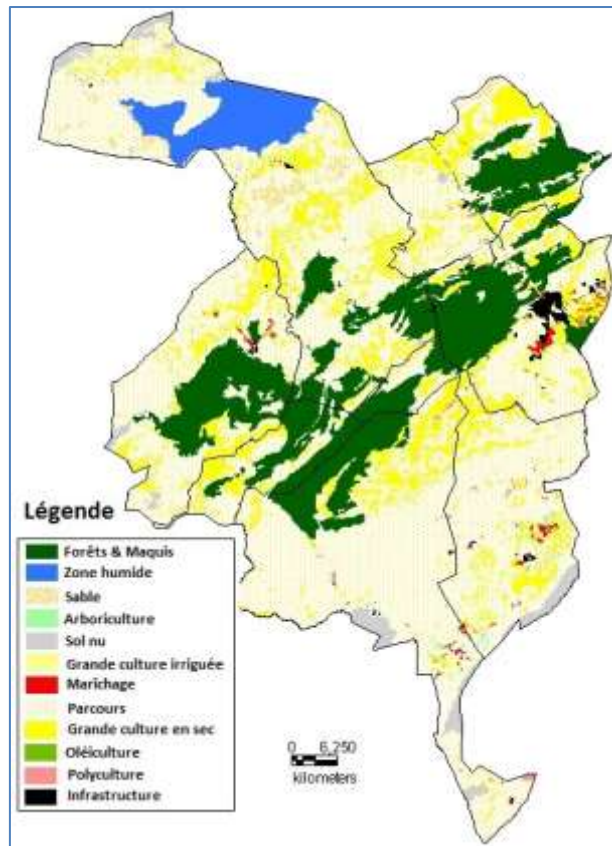 Légende
Forêts & Maquis
Zone humide
Sable
Arboriculture
Sol nu
Grande culture irriguée
Marichage
Parcours
Grande culture en sec
Oléiculture
Polyculture
Infrastructure
0 6,250
kilometers